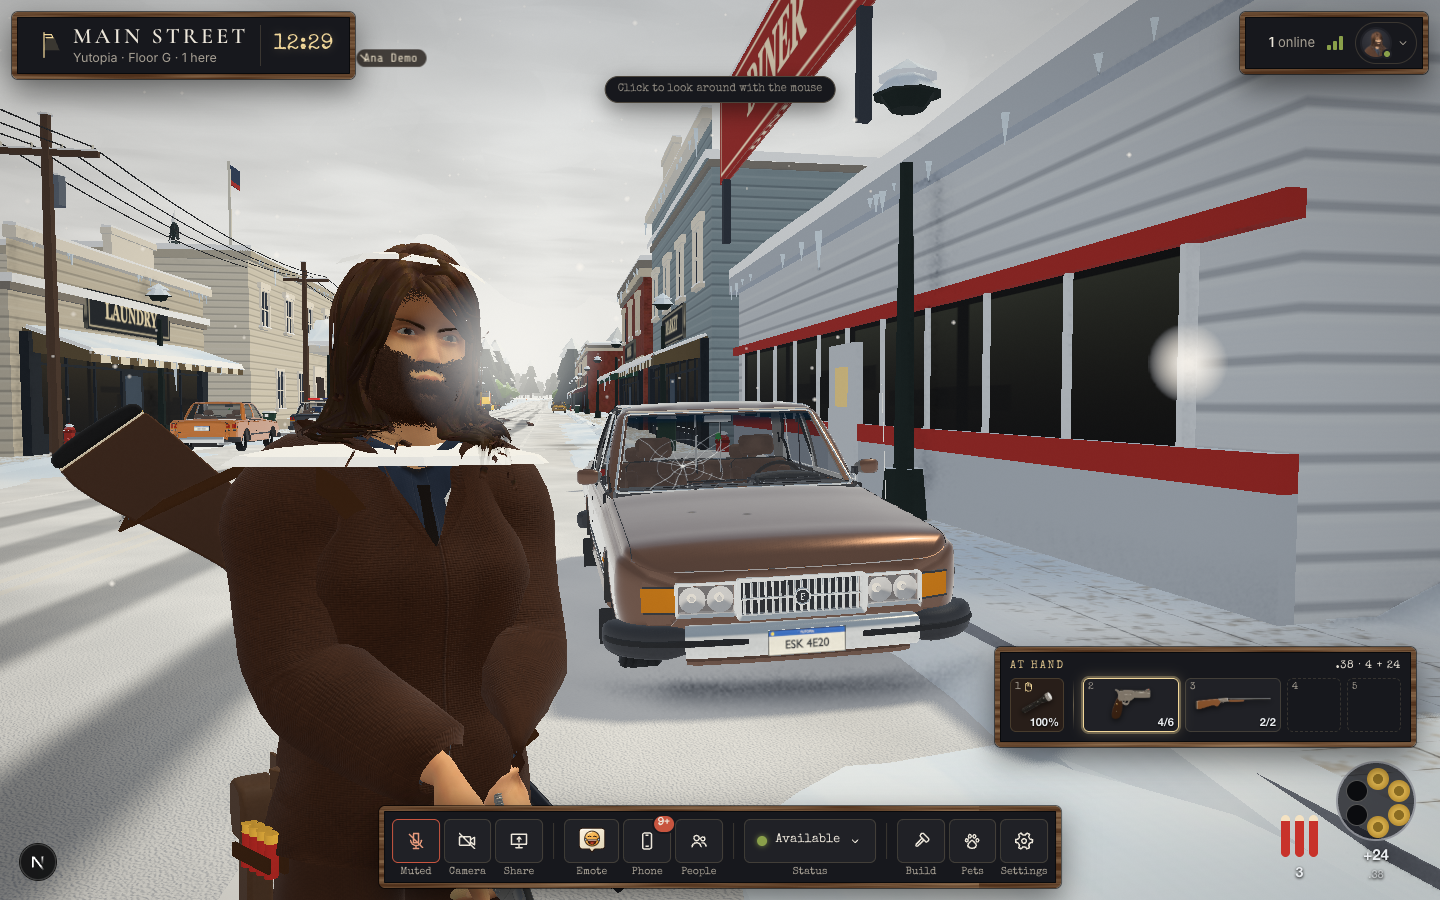 MAIN STREET
Yutopia · Floor G · 1 here
12:29
Ana Demo
Click to look around with the mouse
1 online
DINER
LAUNDRY
ESK 4E20
E
AT HAND
.38 · 4 + 24
1
100%
2
4/6
3
2/2
4
5
9+
Available
Muted
Camera
Share
Emote
Phone
People
Status
Build
Pets
Settings
N
3
+24
.38